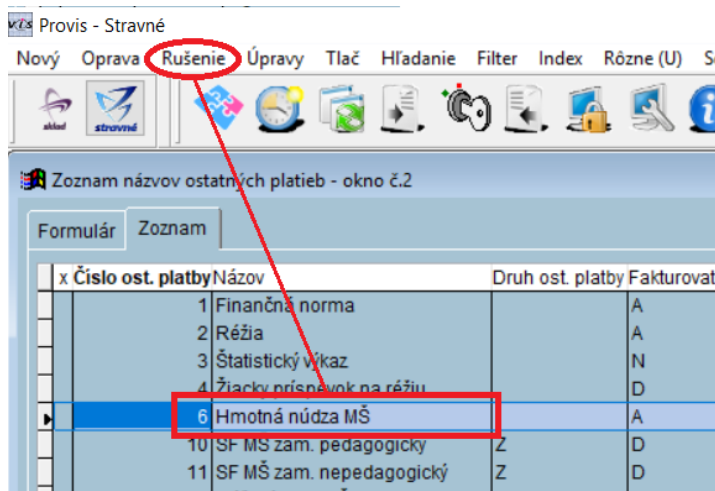 vis Provis - Stravné
Nový Oprava Rušenie Úpravy Tlač Hľadanie Filter Index Rôzne (U)
sklad stravné
Zoznam názvov ostatných platieb - okno č.2
Formulár Zoznam
x Číslo ost. platby Názov Druh ost. platby Fakturovať
1 Finančná norma A
2 Réžia A
3 Štatistický výkaz N
4 Žiacky príspevok na réžiu D
6 Hmotná núdza MŠ A
10 SF MŠ zam. pedagogický Z D
11 SF MŠ zam. nepedagogický Z D